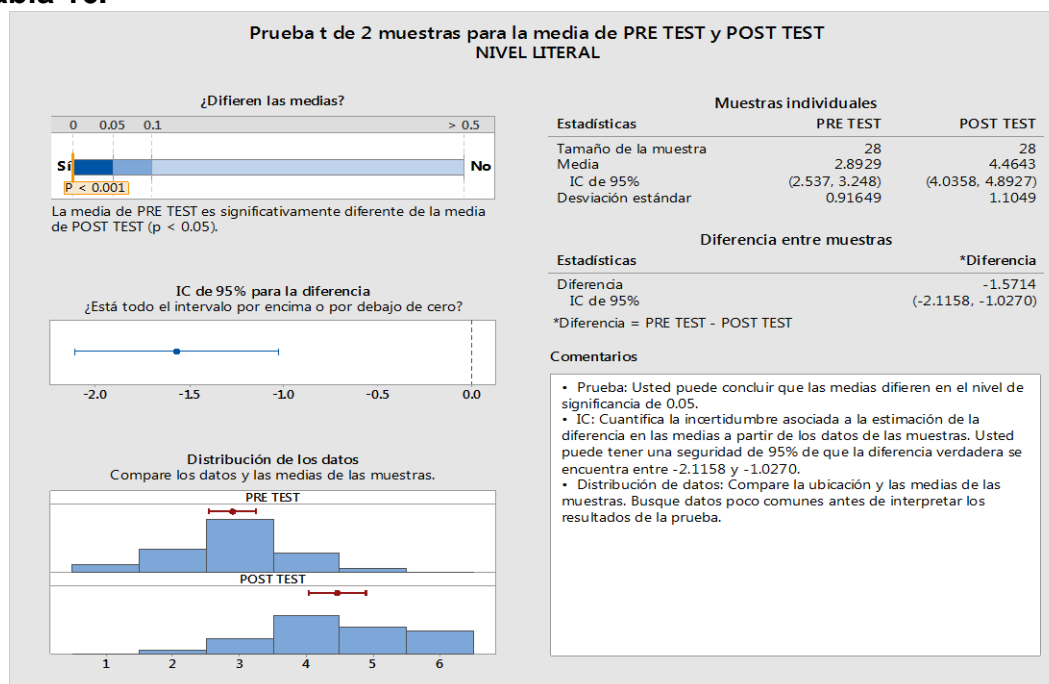 Prueba t de 2 muestras para la media de PRE TEST y POST TEST
NIVEL LITERAL
¿Difieren las medias?
0 0.05 0.1 > 0.5
Sí No
P < 0.001
La media de PRE TEST es significativamente diferente de la media
de POST TEST (p < 0.05).
IC de 95% para la diferencia
¿Está todo el intervalo por encima o por debajo de cero?
-2.0 -1.5 -1.0 -0.5 0.0
Distribución de los datos
Compare los datos y las medias de las muestras.
PRE TEST
POST TEST
1 2 3 4 5 6
Muestras individuales
Estadísticas PRE TEST POST TEST
Tamaño de la muestra 28 28
Media 2.8929 4.4643
IC de 95% (2.537, 3.248) (4.0358, 4.8927)
Desviación estándar 0.91649 1.1049
Diferencia entre muestras
Estadísticas *Diferencia
Diferencia -1.5714
IC de 95% (-2.1158, -1.0270)
*Diferencia = PRE TEST - POST TEST
Comentarios
• Prueba: Usted puede concluir que las medias difieren en el nivel de
significancia de 0.05.
• IC: Cuantifica la incertidumbre asociada a la estimación de la
diferencia en las medias a partir de los datos de las muestras. Usted
puede tener una seguridad de 95% de que la diferencia verdadera se
encuentra entre -2.1158 y -1.0270.
• Distribución de datos: Compare la ubicación y las medias de las
muestras. Busque datos poco comunes antes de interpretar los
resultados de la prueba.